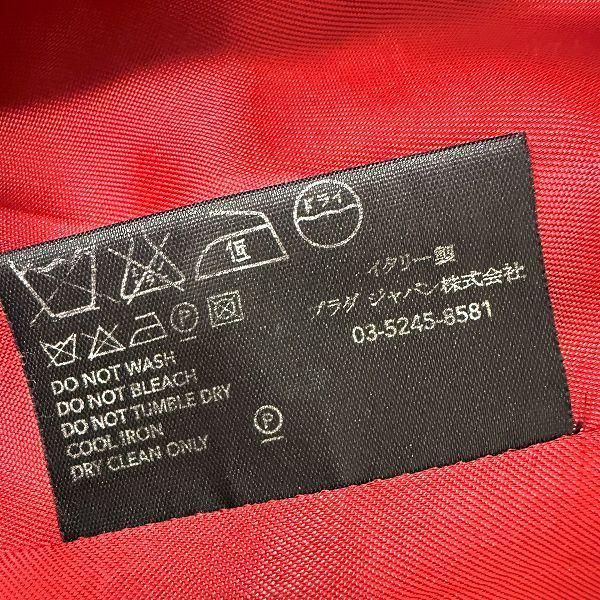 ドライ
低
イタリー製
プラダ ジャパン株式会社
03-5245-8581
P
DO NOT WASH
DO NOT BLEACH
DO NOT TUMBLE DRY
COOL IRON
DRY CLEAN ONLY
P